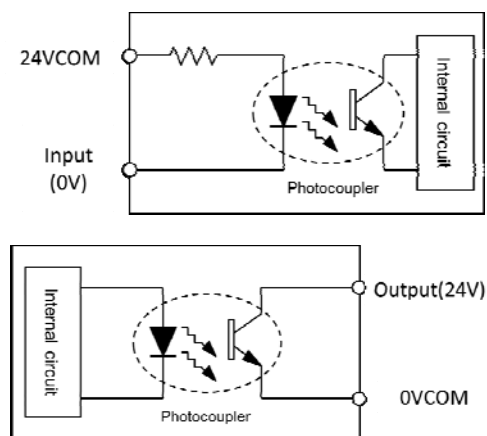 24VCOM
Input
(0V)
Photocoupler
Internal circuit
Internal circuit
Photocoupler
Output(24V)
0VCOM